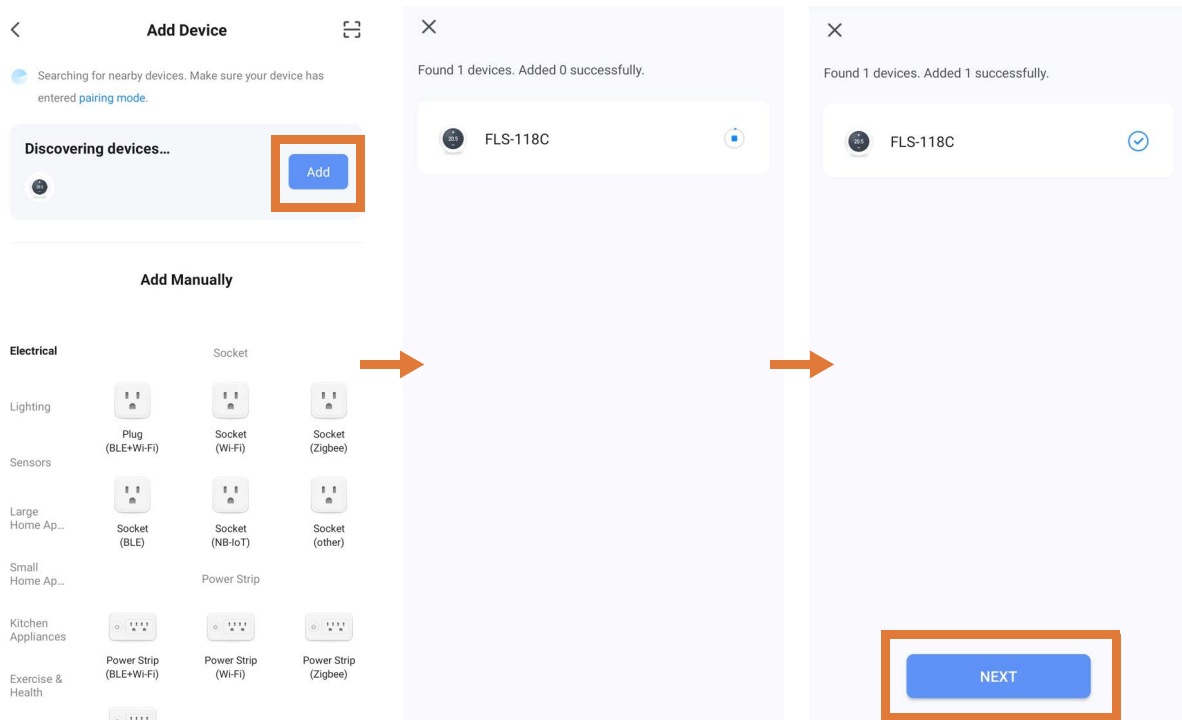 Add Device
Searching for nearby devices. Make sure your device has
entered pairing mode.
Discovering devices...
Add
Add Manually
Electrical
Lighting
Sensors
Large
Home Ap...
Small
Home Ap...
Kitchen
Appliances
Exercise &
Health
Socket
Plug
(BLE+Wi-Fi)
Socket
(Wi-Fi)
Socket
(Zigbee)
Socket
(BLE)
Socket
(NB-IoT)
Socket
(other)
Power Strip
Power Strip
(BLE+Wi-Fi)
Power Strip
(Wi-Fi)
Power Strip
(Zigbee)
Found 1 devices. Added 0 successfully.
20.5
FLS-118C
Found 1 devices. Added 1 successfully.
20.5
FLS-118C
NEXT